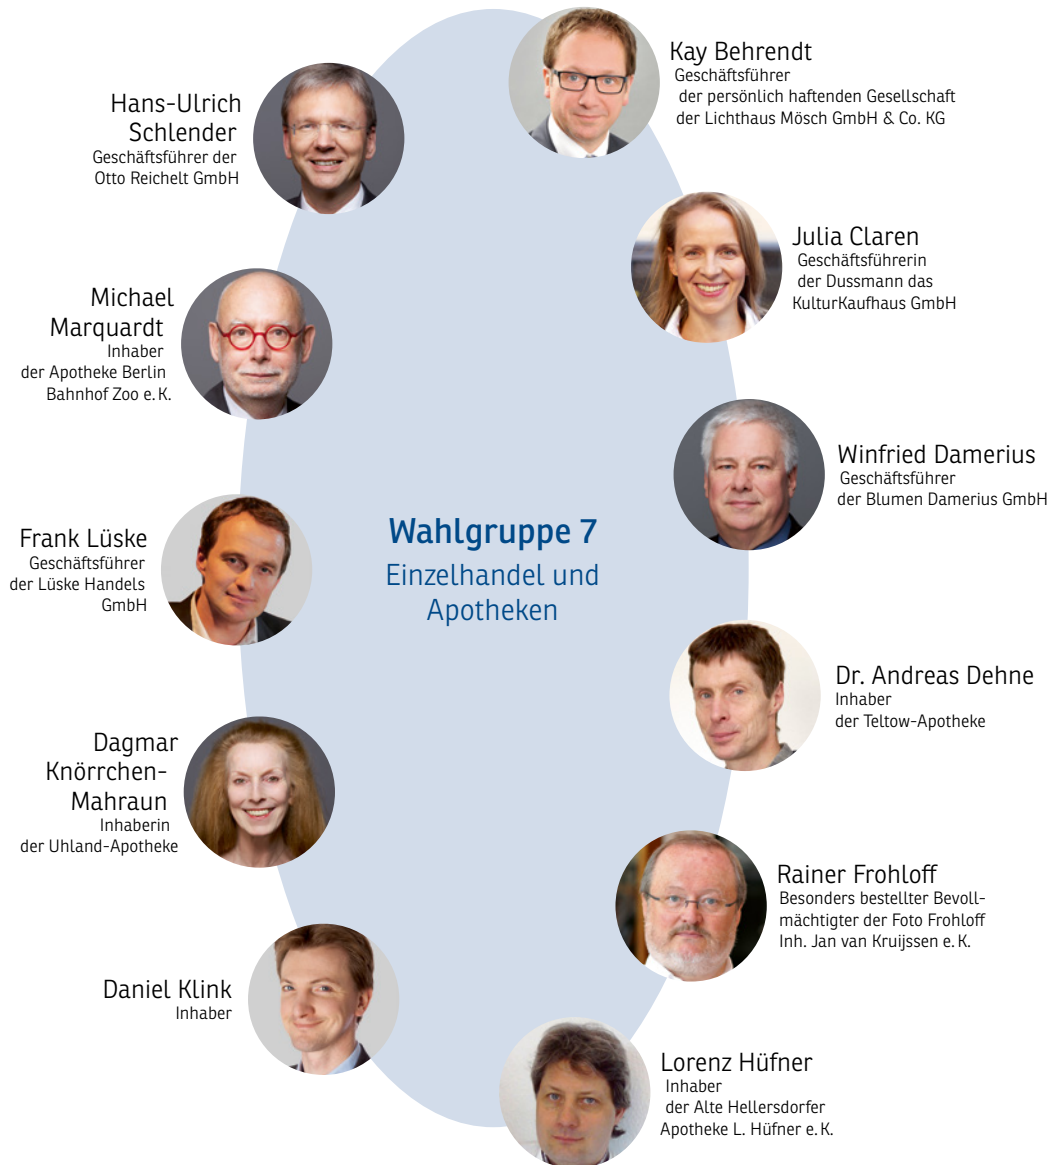 Kay Behrendt
Geschäftsführer
der persönlich haftenden Gesellschaft
der Lichthaus Mösch GmbH & Co. KG
Hans-Ulrich
Schlender
Geschäftsführer der
Otto Reichelt GmbH
Julia Claren
Geschäftsführerin
der Dussmann das
KulturKaufhaus GmbH
Michael
Marquardt
Inhaber
der Apotheke Berlin
Bahnhof Zoo e. K.
Winfried Damerius
Geschäftsführer
der Blumen Damerius GmbH
Wahlgruppe 7
Einzelhandel und
Apotheken
Frank Lüske
Geschäftsführer
der Lüske Handels
GmbH
Dr. Andreas Dehne
Inhaber
der Teltow-Apotheke
Dagmar
Knörrchen-
Mahraun
Inhaberin
der Uhland-Apotheke
Rainer Frohloff
Besonders bestellter Bevoll-
mächtigter der Foto Frohloff
Inh. Jan van Kruijssen e. K.
Daniel Klink
Inhaber
Lorenz Hüfner
Inhaber
der Alte Hellersdorfer
Apotheke L. Hüfner e. K.